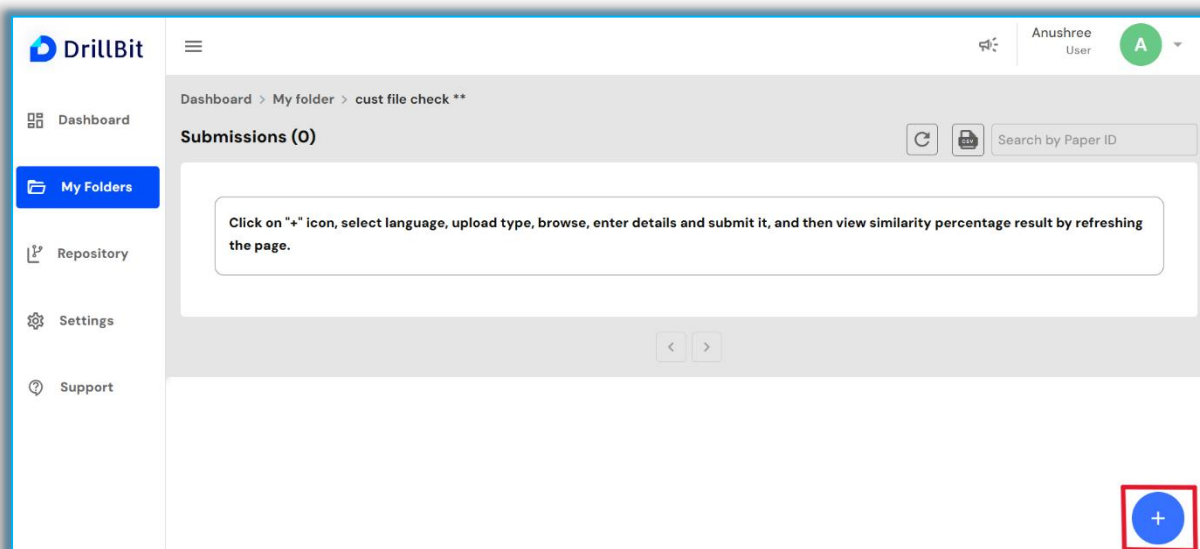 DrillBit
Anushree
User
A
Dashboard > My folder > cust file check **
Dashboard
Submissions (0)
CSV
Search by Paper ID
My Folders
Click on "+" icon, select language, upload type, browse, enter details and submit it, and then view similarity percentage result by refreshing
the page.
Repository
Settings
< >
Support
+